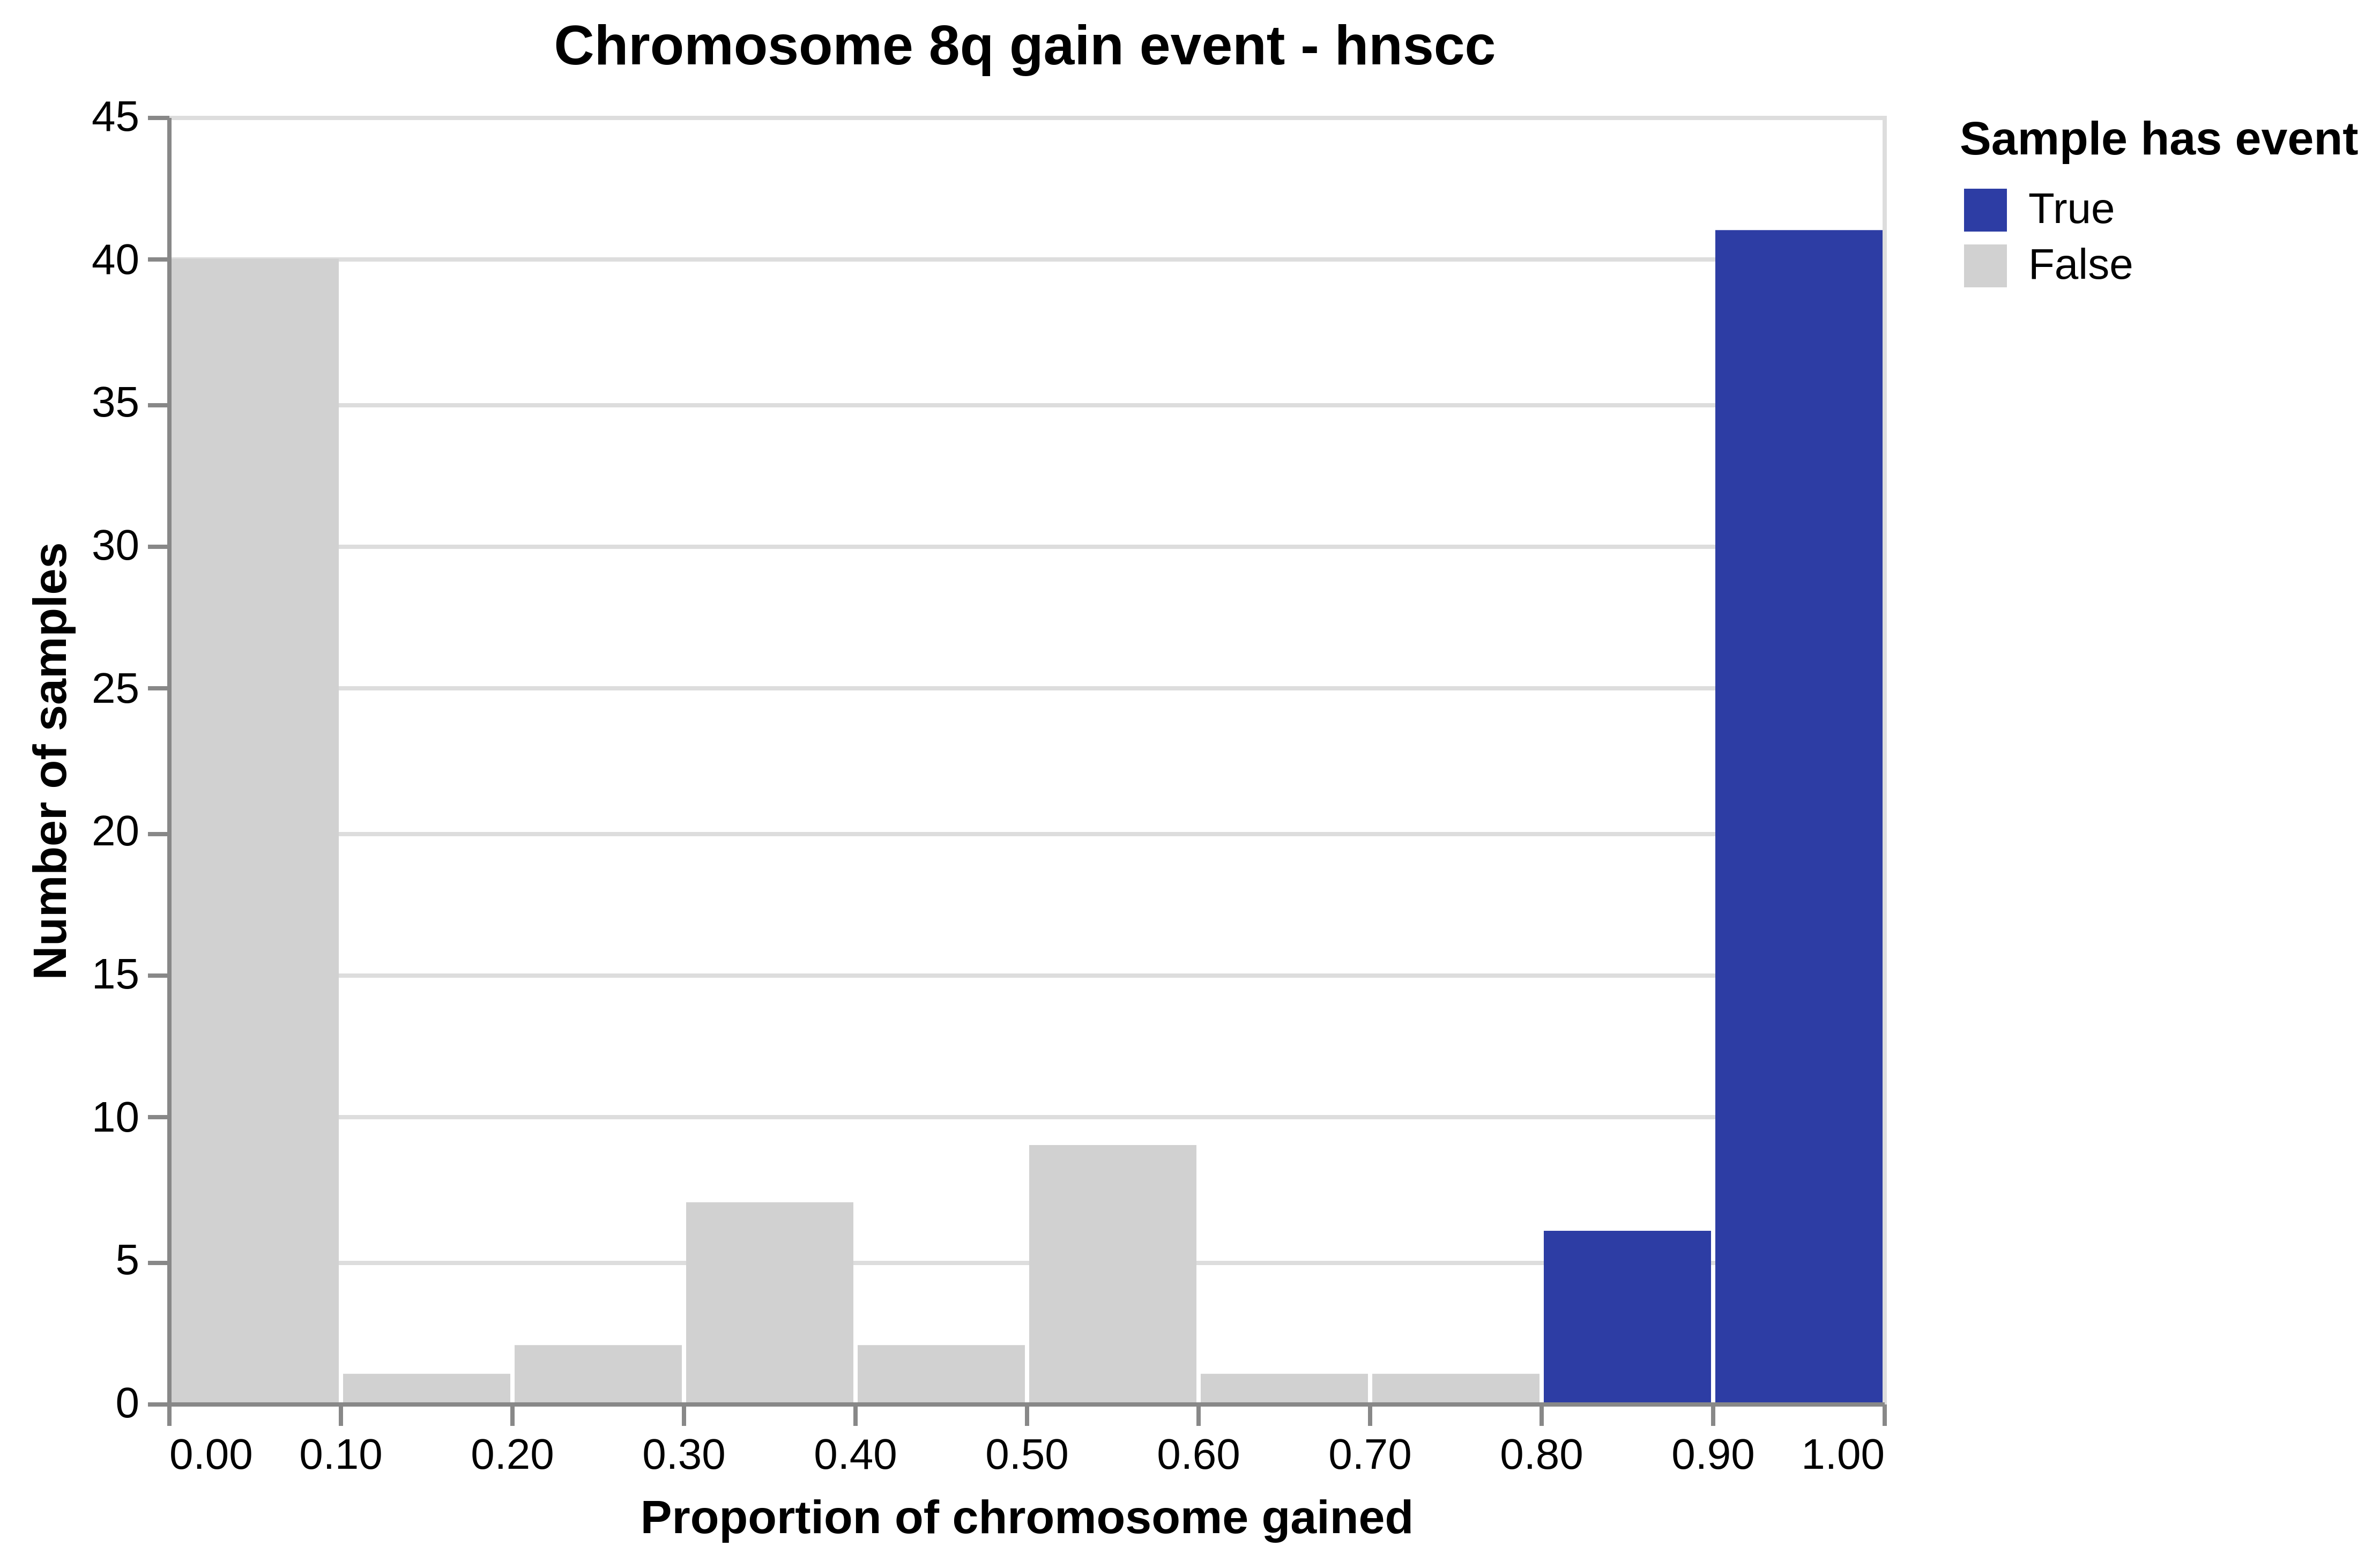 Chromosome 8q gain event - hnscc
Sample has event
True
False
Number of samples
45
40
35
30
25
20
15
10
5
0
0.00 0.10 0.20 0.30 0.40 0.50 0.60 0.70 0.80 0.90 1.00
Proportion of chromosome gained